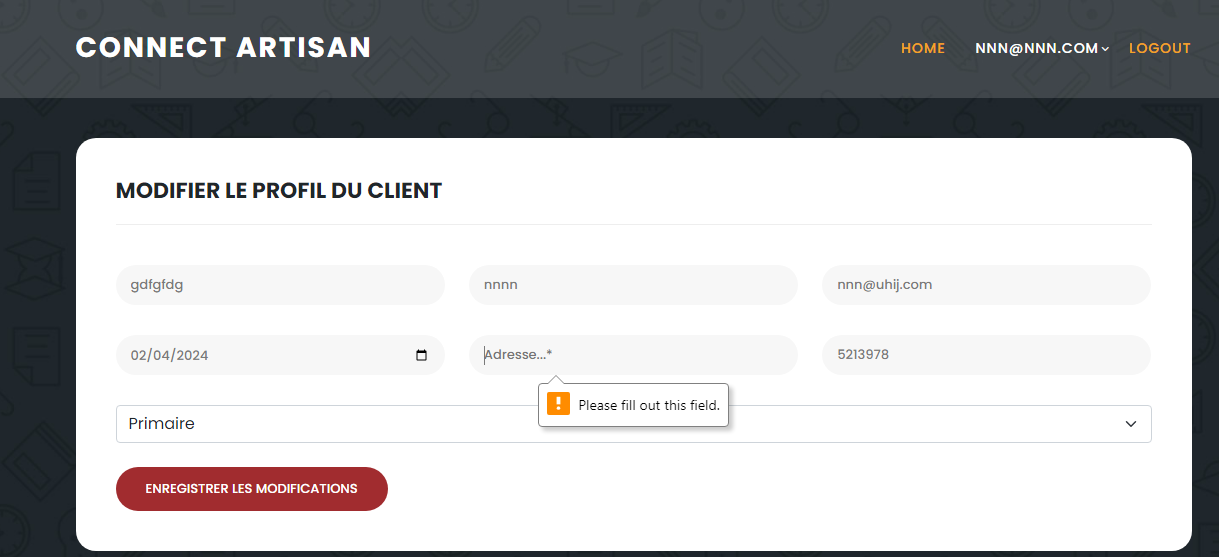 CONNECT ARTISAN
HOME NNN@NNN.COM LOGOUT
MODIFIER LE PROFIL DU CLIENT
gdfgfdg nnnn nnn@uhij.com
02/04/2024 Adresse...* 5213978
Please fill out this field.
Primaire
ENREGISTRER LES MODIFICATIONS